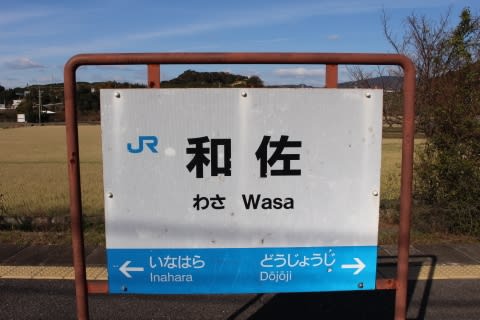 JR
和佐
わさ Wasa
← いなはら どうじょうじ →
Inahara Dōjōji